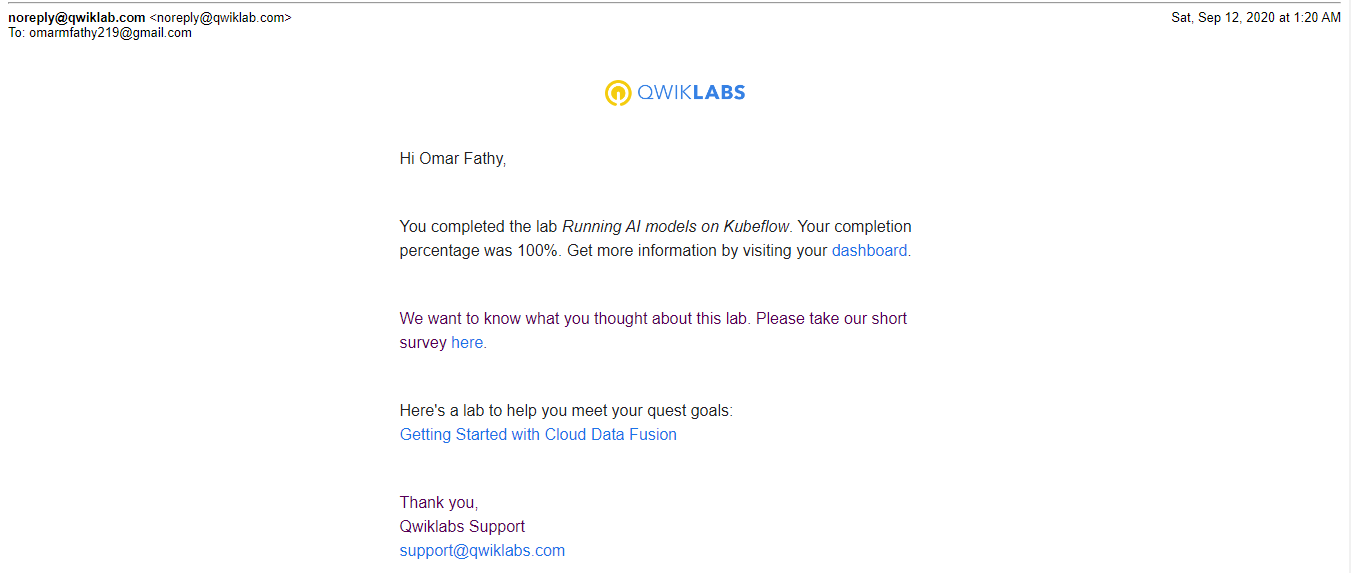 noreply@qwiklab.com <noreply@qwiklab.com>
Sat, Sep 12, 2020 at 1:20 AM
To: omarmfathy219@gmail.com
QWIKLABS
Hi Omar Fathy,
You completed the lab Running AI models on Kubeflow. Your completion
percentage was 100%. Get more information by visiting your dashboard.
We want to know what you thought about this lab. Please take our short
survey here.
Here's a lab to help you meet your quest goals:
Getting Started with Cloud Data Fusion
Thank you,
Qwiklabs Support
support@qwiklabs.com